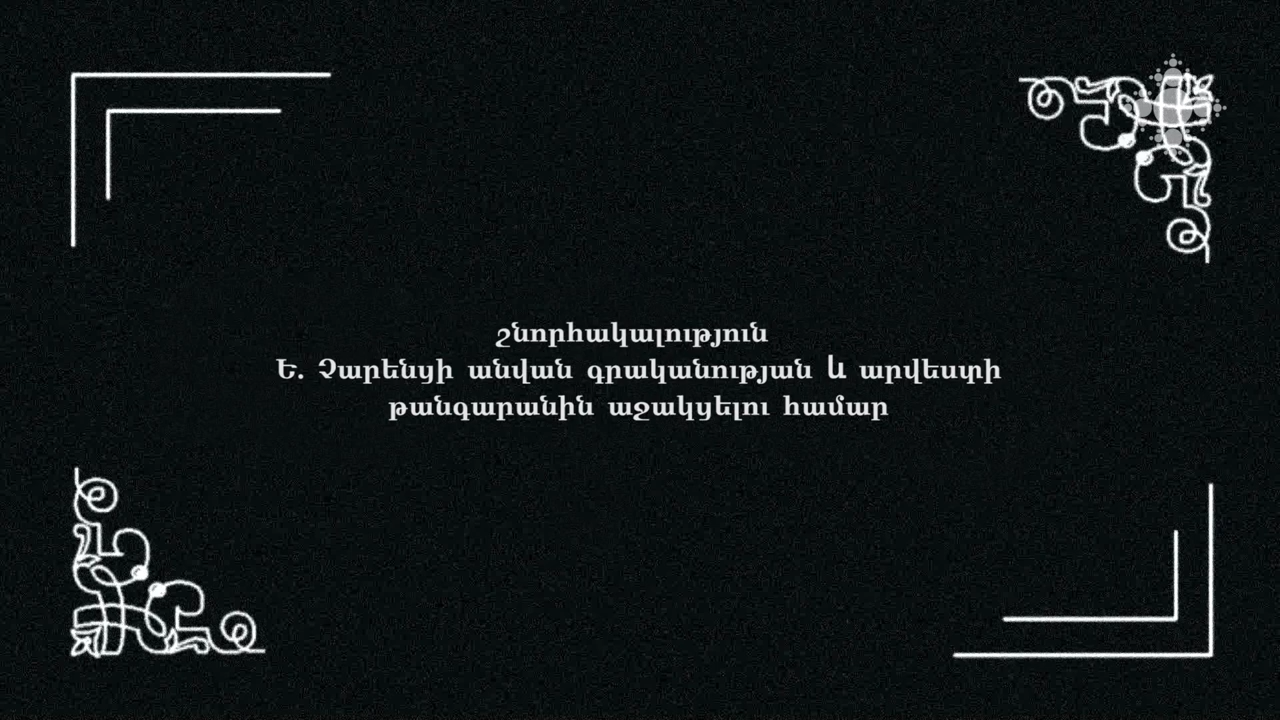 շնորհակալություն
Ե. Չարենցի անվան գրականության և արվեստի
թանգարանին աջակցելու համար